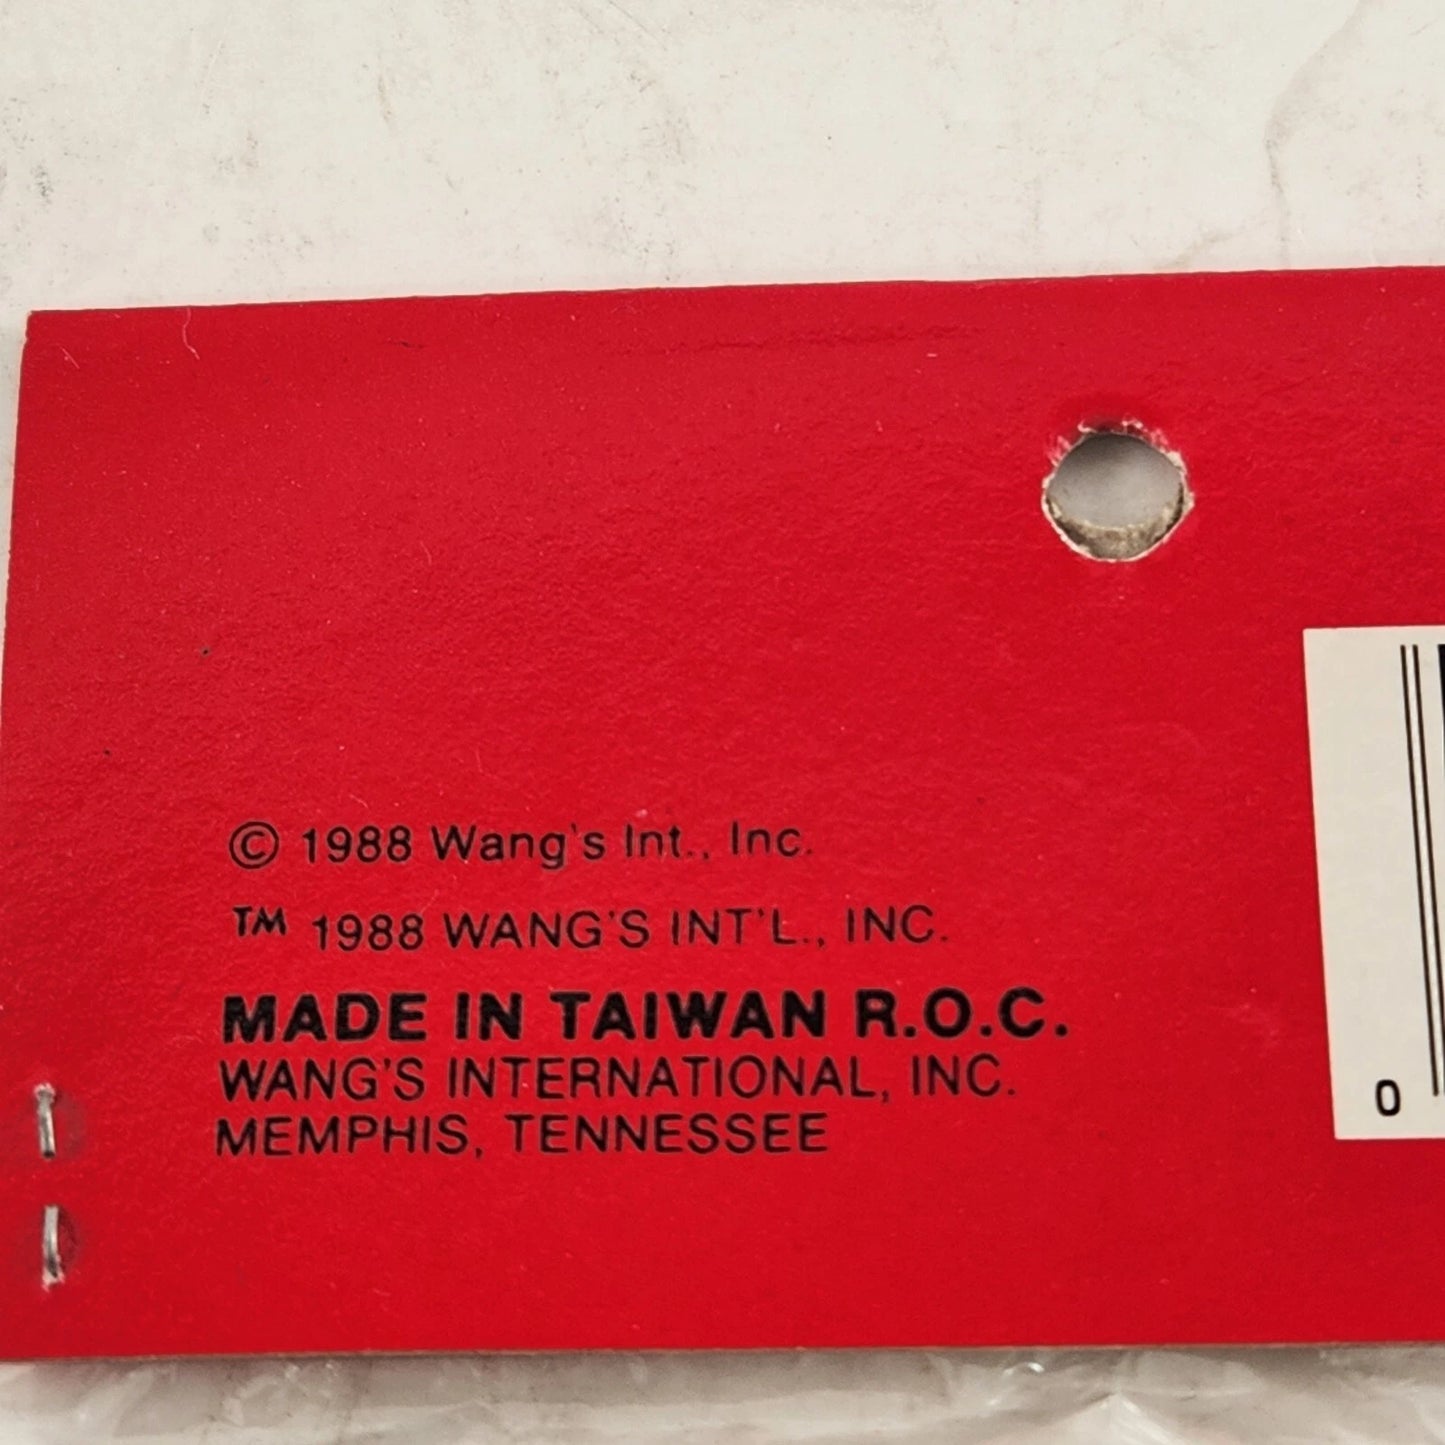 © 1988 Wang's Int., Inc.
TM 1988 WANG'S INT'L., INC.
MADE IN TAIWAN R.O.C.
WANG'S INTERNATIONAL, INC.
MEMPHIS, TENNESSEE
0